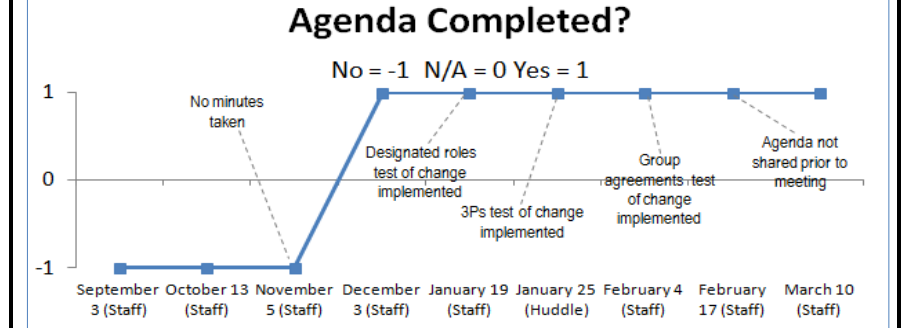 Agenda Completed?
No = -1  N/A = 0 Yes = 1
1
0
-1
No minutes
taken
Designated roles
test of change
implemented
3Ps test of change
implemented
Group
agreements test
of change
implemented
Agenda not
shared prior to
meeting
September
3 (Staff)
October 13
(Staff)
November
5 (Staff)
December
3 (Staff)
January 19
(Staff)
January 25
(Huddle)
February 4
(Staff)
February
17 (Staff)
March 10
(Staff)